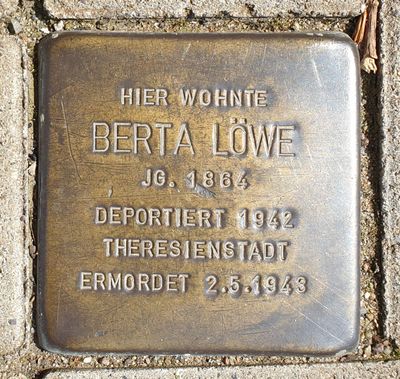 HIER WOHNTE
BERTA LÖWE
JG. 1864
DEPORTIERT 1942
THERESIENSTADT
ERMORDET 2.5.1943